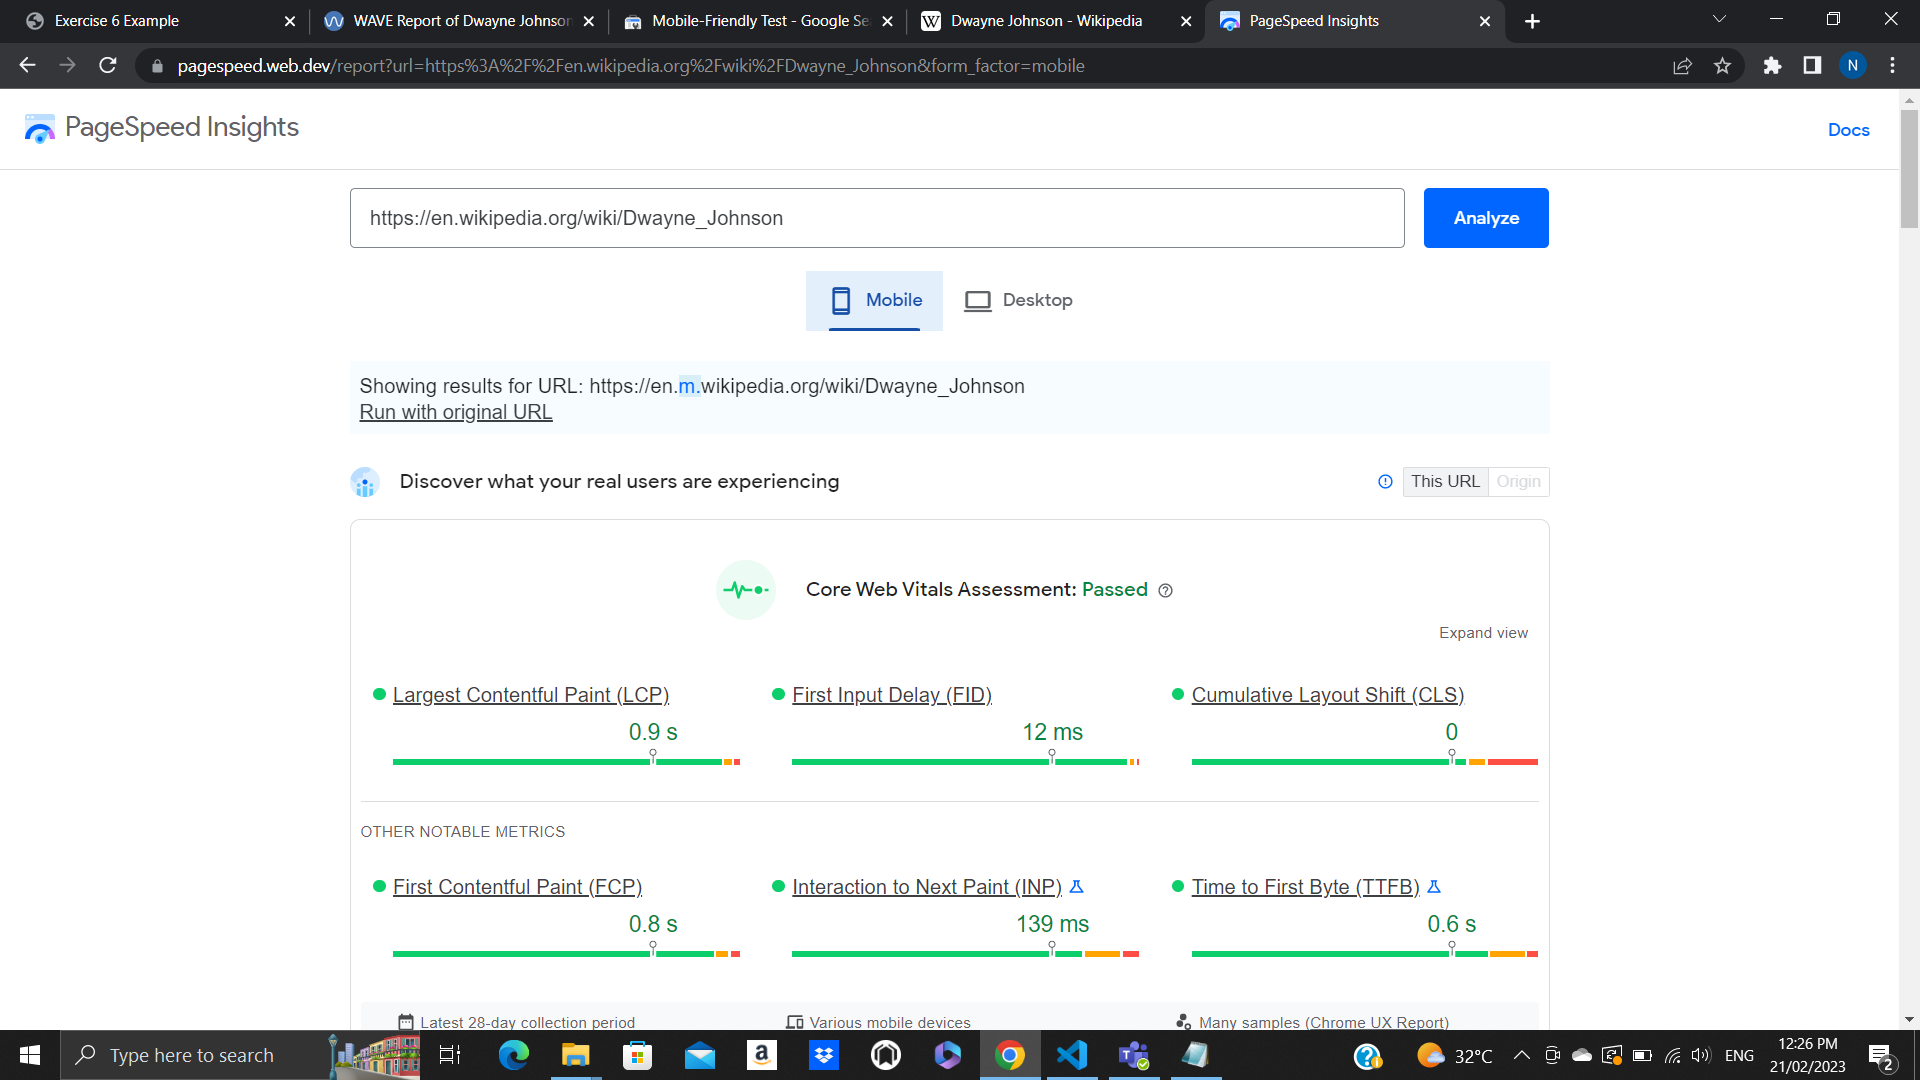 Exercise 6 Example
WAVE Report of Dwayne Johnson
Mobile-Friendly Test - Google Se
Dwayne Johnson - Wikipedia
PageSpeed Insights
pagespeed.web.dev/report?url=https%3A%2F%2Fen.wikipedia.org%2Fwiki%2FDwayne_Johnson&form_factor=mobile
N
PageSpeed Insights
Docs
https://en.wikipedia.org/wiki/Dwayne_Johnson
Analyze
Mobile
Desktop
Showing results for URL: https://en.m.wikipedia.org/wiki/Dwayne_Johnson
Run with original URL
Discover what your real users are experiencing
This URL
Origin
Core Web Vitals Assessment: Passed
Expand view
Largest Contentful Paint (LCP)
0.9 s
First Input Delay (FID)
12 ms
Cumulative Layout Shift (CLS)
0
OTHER NOTABLE METRICS
First Contentful Paint (FCP)
0.8 s
Interaction to Next Paint (INP)
139 ms
Time to First Byte (TTFB)
0.6 s
Latest 28-day collection period
Various mobile devices
Many samples (Chrome UX Report)
Type here to search
32°C
ENG
12:26 PM
21/02/2023
2